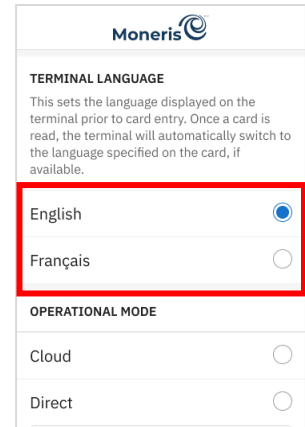 Moneris
TERMINAL LANGUAGE
This sets the language displayed on the
terminal prior to card entry. Once a card is
read, the terminal will automatically switch to
the language specified on the card, if
available.
English
Français
OPERATIONAL MODE
Cloud
Direct